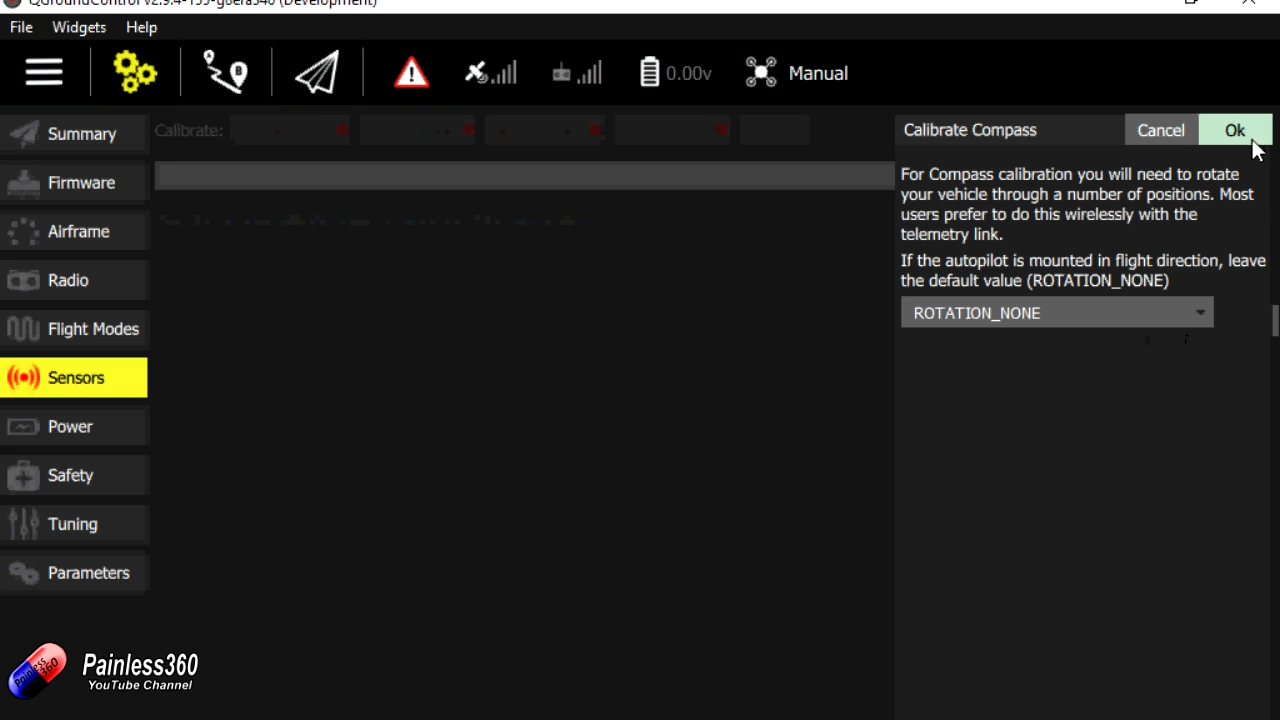 QGroundControl v2.9.4-155-g0era340 (Development)
File Widgets Help
0.00v
Manual
Summary
Calibrate:
Calibrate Compass
Cancel
Ok
For Compass calibration you will need to rotate
your vehicle through a number of positions. Most
users prefer to do this wirelessly with the
telemetry link.
If the autopilot is mounted in flight direction, leave
the default value (ROTATION_NONE)
ROTATION_NONE
Firmware
Airframe
Radio
Flight Modes
Sensors
Power
Safety
Tuning
Parameters
Painless360
Painless360
YouTube Channel